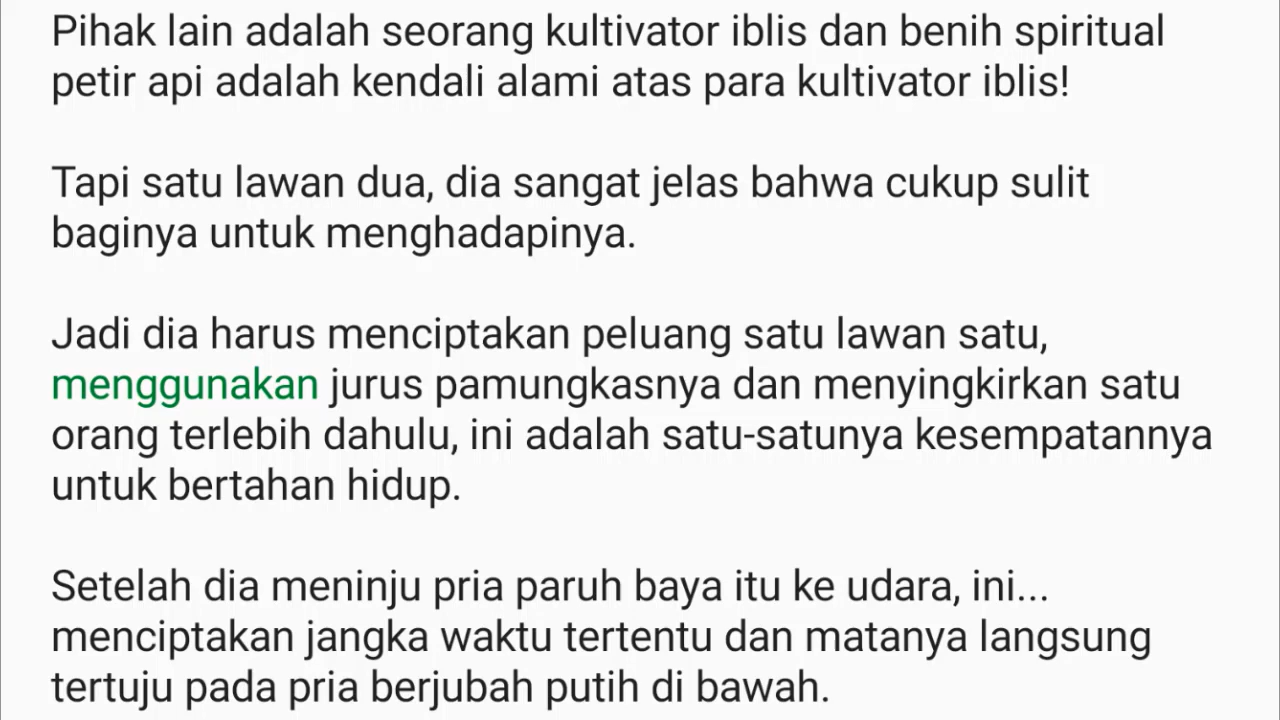 Pihak lain adalah seorang kultivator iblis dan benih spiritual
petir api adalah kendali alami atas para kultivator iblis!
Tapi satu lawan dua, dia sangat jelas bahwa cukup sulit
baginya untuk menghadapinya.
Jadi dia harus menciptakan peluang satu lawan satu,
menggunakan jurus pamungkasnya dan menyingkirkan satu
orang terlebih dahulu, ini adalah satu-satunya kesempatannya
untuk bertahan hidup.
Setelah dia meninju pria paruh baya itu ke udara, ini...
menciptakan jangka waktu tertentu dan matanya langsung
tertuju pada pria berjubah putih di bawah.